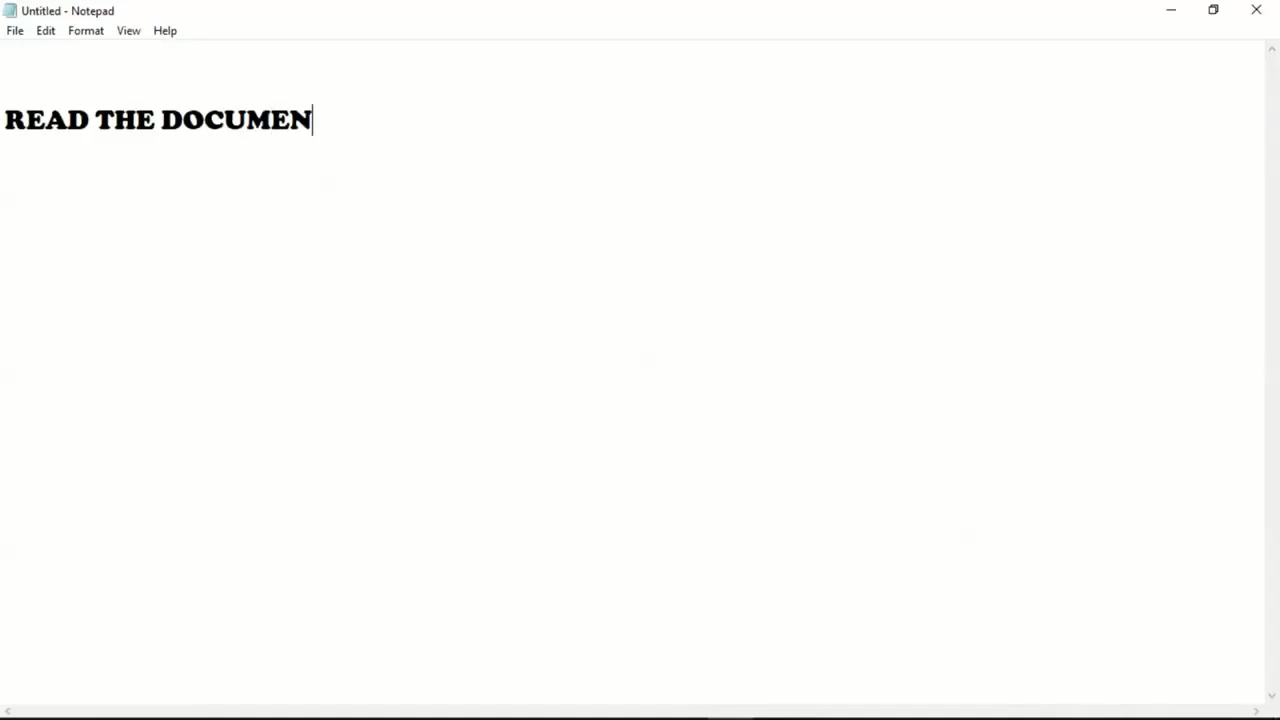 Untitled - Notepad
File Edit Format View Help
READ THE DOCUMEN